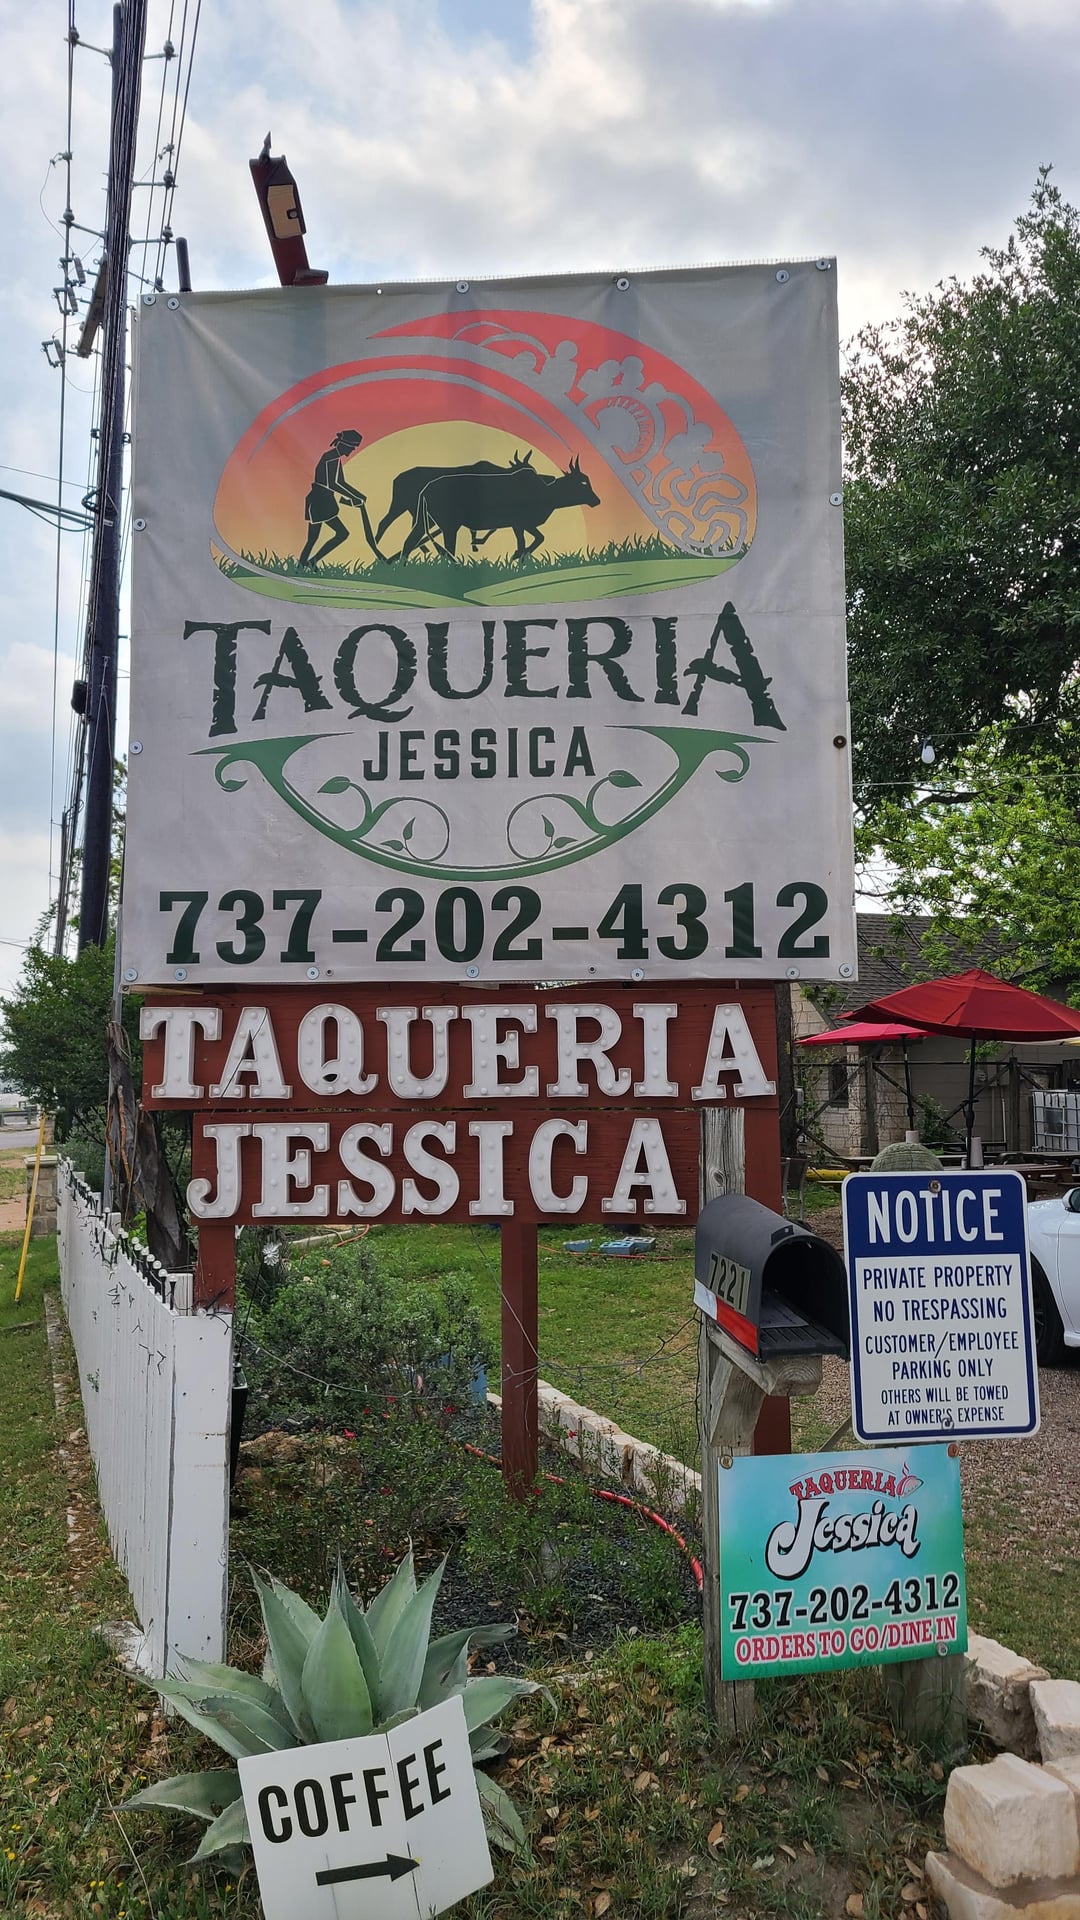 TAQUERIA
JESSICA
737-202-4312
TAQUERIA
JESSICA
7221
NOTICE
PRIVATE PROPERTY
NO TRESPASSING
CUSTOMER/EMPLOYEE
PARKING ONLY
OTHERS WILL BE TOWED
AT OWNER'S EXPENSE
TAQUERIA
Jessica
737-202-4312
ORDERS TO GO/DINE IN
COFFEE